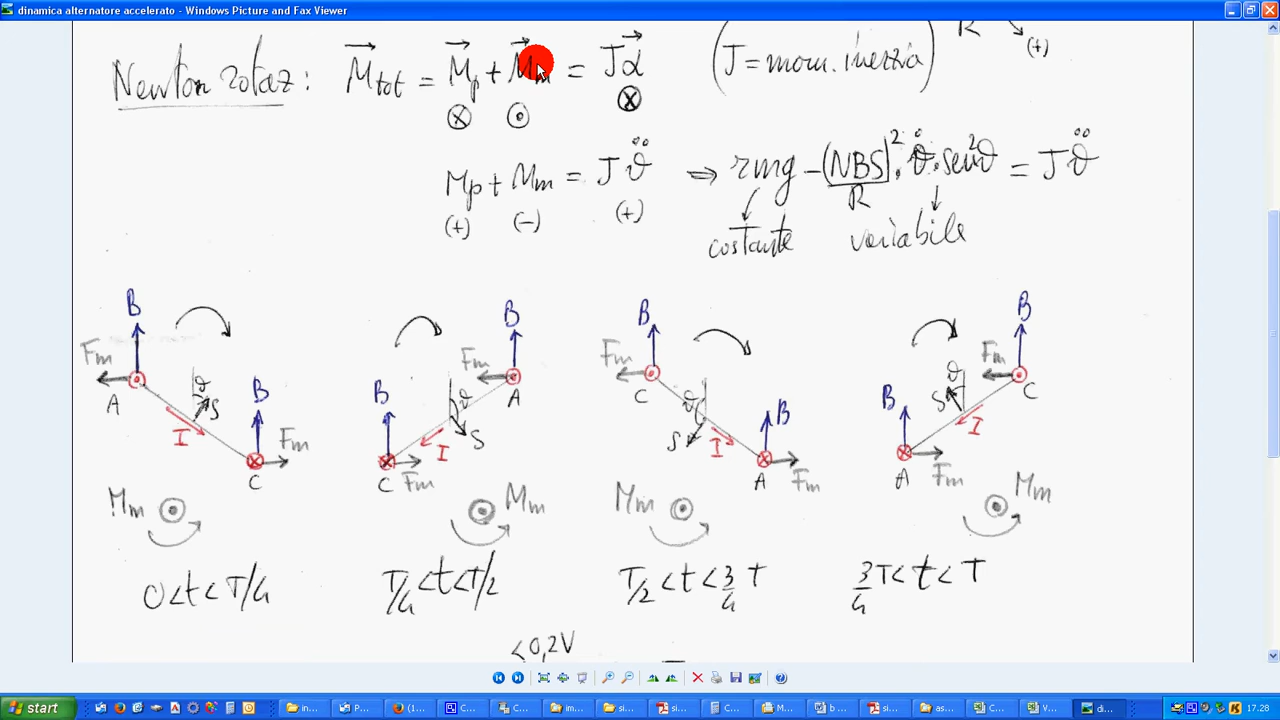 dinamica alternatore accelerato - Windows Picture and Fax Viewer
R (+)
Newton rotaz: M⃗tot = M⃗p + M⃗m = Jα⃗ (J = mom. inerzia)
Mp + Mm = Jθ̈ ⇒ rmg - (NBS)²/R · θ̇ · sen²θ = Jθ̈
(+) (-) (+)
costante variabile
B B B B
Fm Fm Fm Fm
B B B B
θ θ θ θ
A S A C S C
I Fm S I Fm
C C Fm I S A Fm A Fm I
Mm Mm Mm Mm
0<t<T/4 T/4<t<T/2 T/2<t<3/4 T 3/4 T<t<T
<0,2V
start
17.28